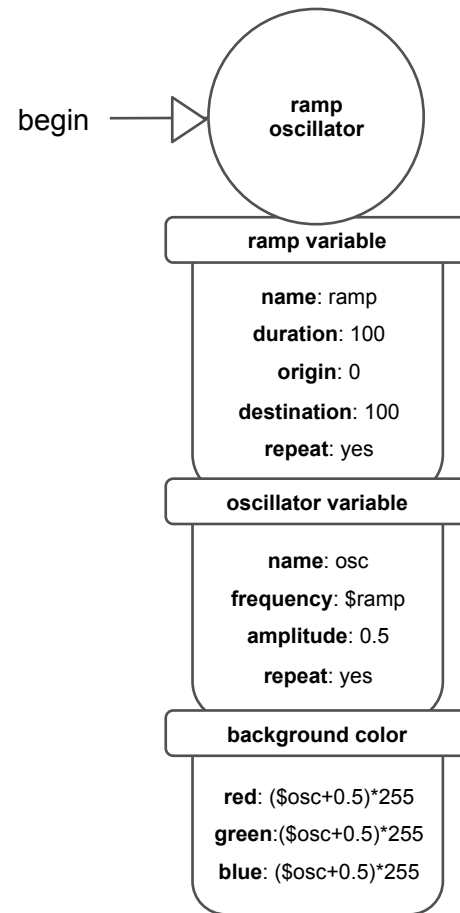 begin
ramp
oscillator
ramp variable
name: ramp
duration: 100
origin: 0
destination: 100
repeat: yes
oscillator variable
name: osc
frequency: $ramp
amplitude: 0.5
repeat: yes
background color
red: ($osc+0.5)*255
green:($osc+0.5)*255
blue: ($osc+0.5)*255